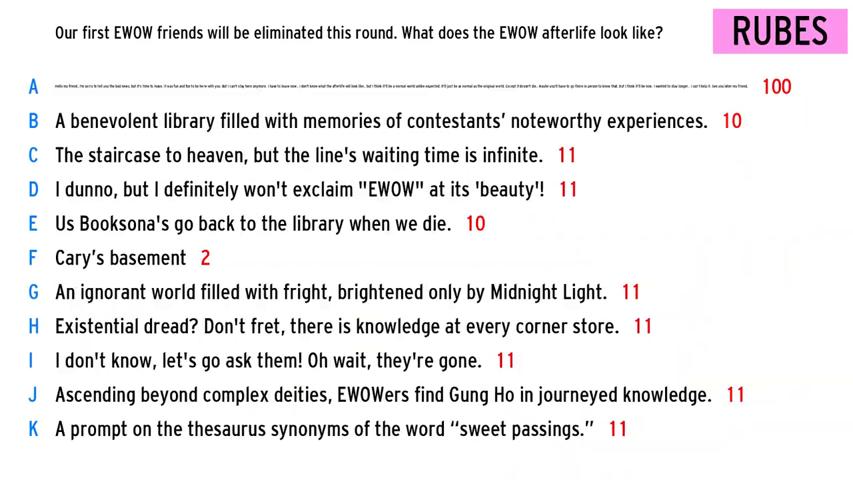 Our first EWOW friends will be eliminated this round. What does the EWOW afterlife look like?
RUBES
A 100
B A benevolent library filled with memories of contestants’ noteworthy experiences. 10
C The staircase to heaven, but the line's waiting time is infinite. 11
D I dunno, but I definitely won't exclaim "EWOW" at its 'beauty'! 11
E Us Booksona's go back to the library when we die. 10
F Cary’s basement 2
G An ignorant world filled with fright, brightened only by Midnight Light. 11
H Existential dread? Don't fret, there is knowledge at every corner store. 11
I I don't know, let's go ask them! Oh wait, they're gone. 11
J Ascending beyond complex deities, EWOWers find Gung Ho in journeyed knowledge. 11
K A prompt on the thesaurus synonyms of the word “sweet passings.” 11